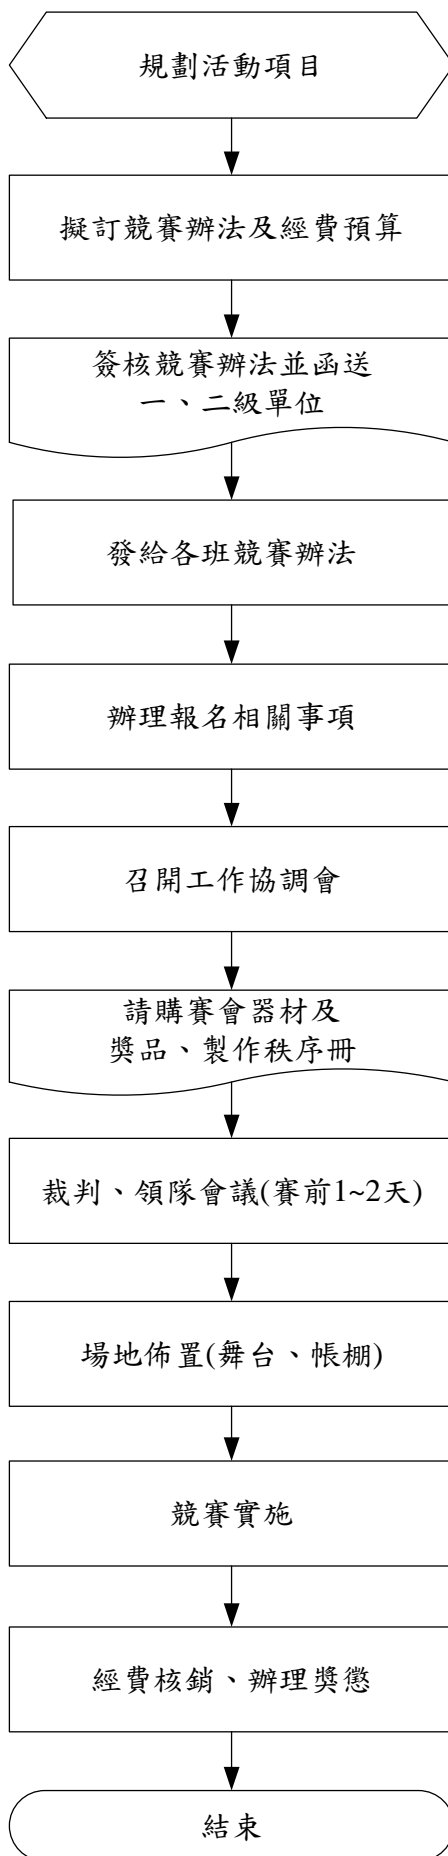 規劃活動項目
擬訂競賽辦法及經費預算
簽核競賽辦法並函送
一、二級單位
發給各班競賽辦法
辦理報名相關事項
召開工作協調會
請購賽會器材及
獎品、製作秩序冊
裁判、領隊會議(賽前1~2天)
場地佈置(舞台、帳棚)
競賽實施
經費核銷、辦理獎懲
結束